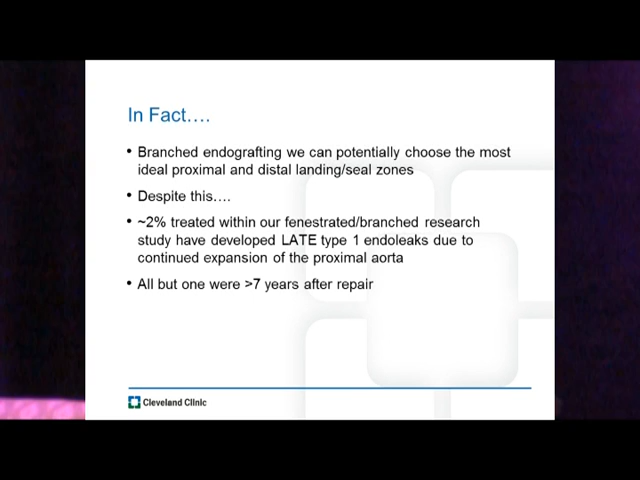 In Fact….
• Branched endografting we can potentially choose the most
ideal proximal and distal landing/seal zones
• Despite this….
• ~2% treated within our fenestrated/branched research
study have developed LATE type 1 endoleaks due to
continued expansion of the proximal aorta
• All but one were >7 years after repair
Cleveland Clinic